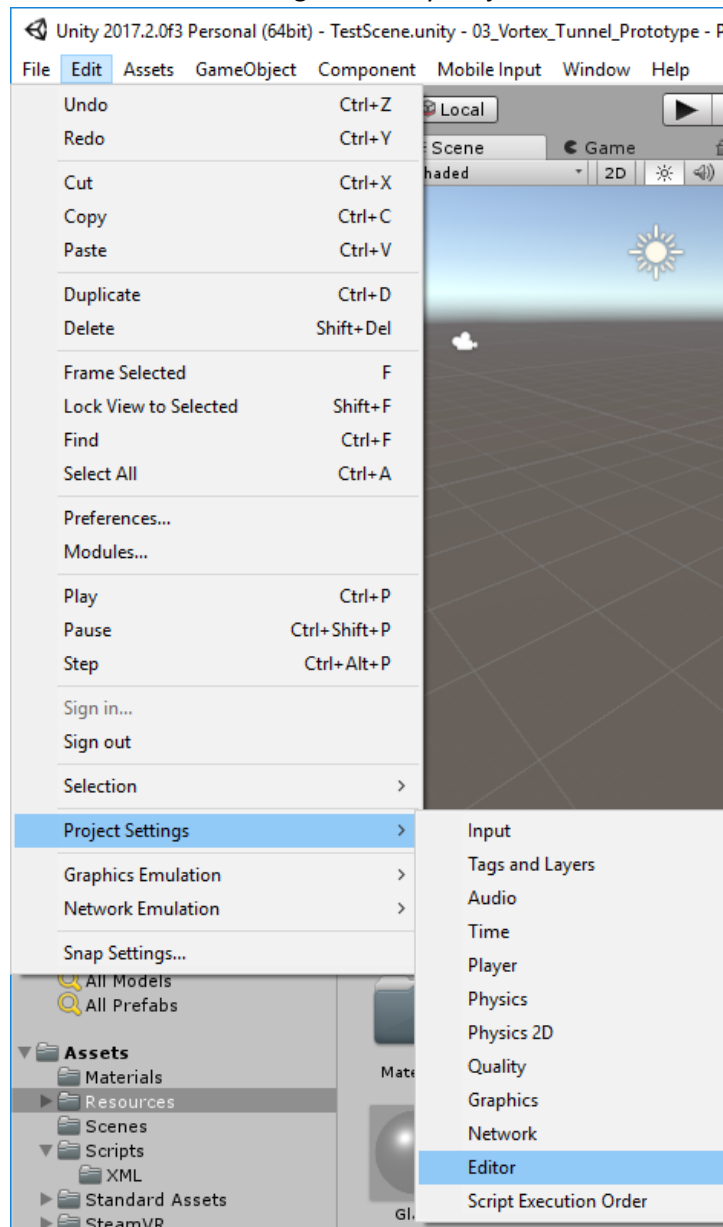 Unity 2017.2.0f3 Personal (64bit) - TestScene.unity - 03_Vortex_Tunnel_Prototype - P
File Edit Assets GameObject Component Mobile Input Window Help
Undo Ctrl+Z
Local
Redo Ctrl+Y
Scene Game
haded 2D
Cut Ctrl+X
Copy Ctrl+C
Paste Ctrl+V
Duplicate Ctrl+D
Delete Shift+Del
Frame Selected F
Lock View to Selected Shift+F
Find Ctrl+F
Select All Ctrl+A
Preferences...
Modules...
Play Ctrl+P
Pause Ctrl+Shift+P
Step Ctrl+Alt+P
Sign in...
Sign out
Selection >
Project Settings >
Graphics Emulation >
Network Emulation >
Snap Settings...
Input
Tags and Layers
Audio
Time
Player
Physics
Physics 2D
Quality
Graphics
Network
Editor
Script Execution Order
All Models
All Prefabs
Assets
Materials
Resources
Scenes
Scripts
XML
Standard Assets
SteamVR
Mate
Gl